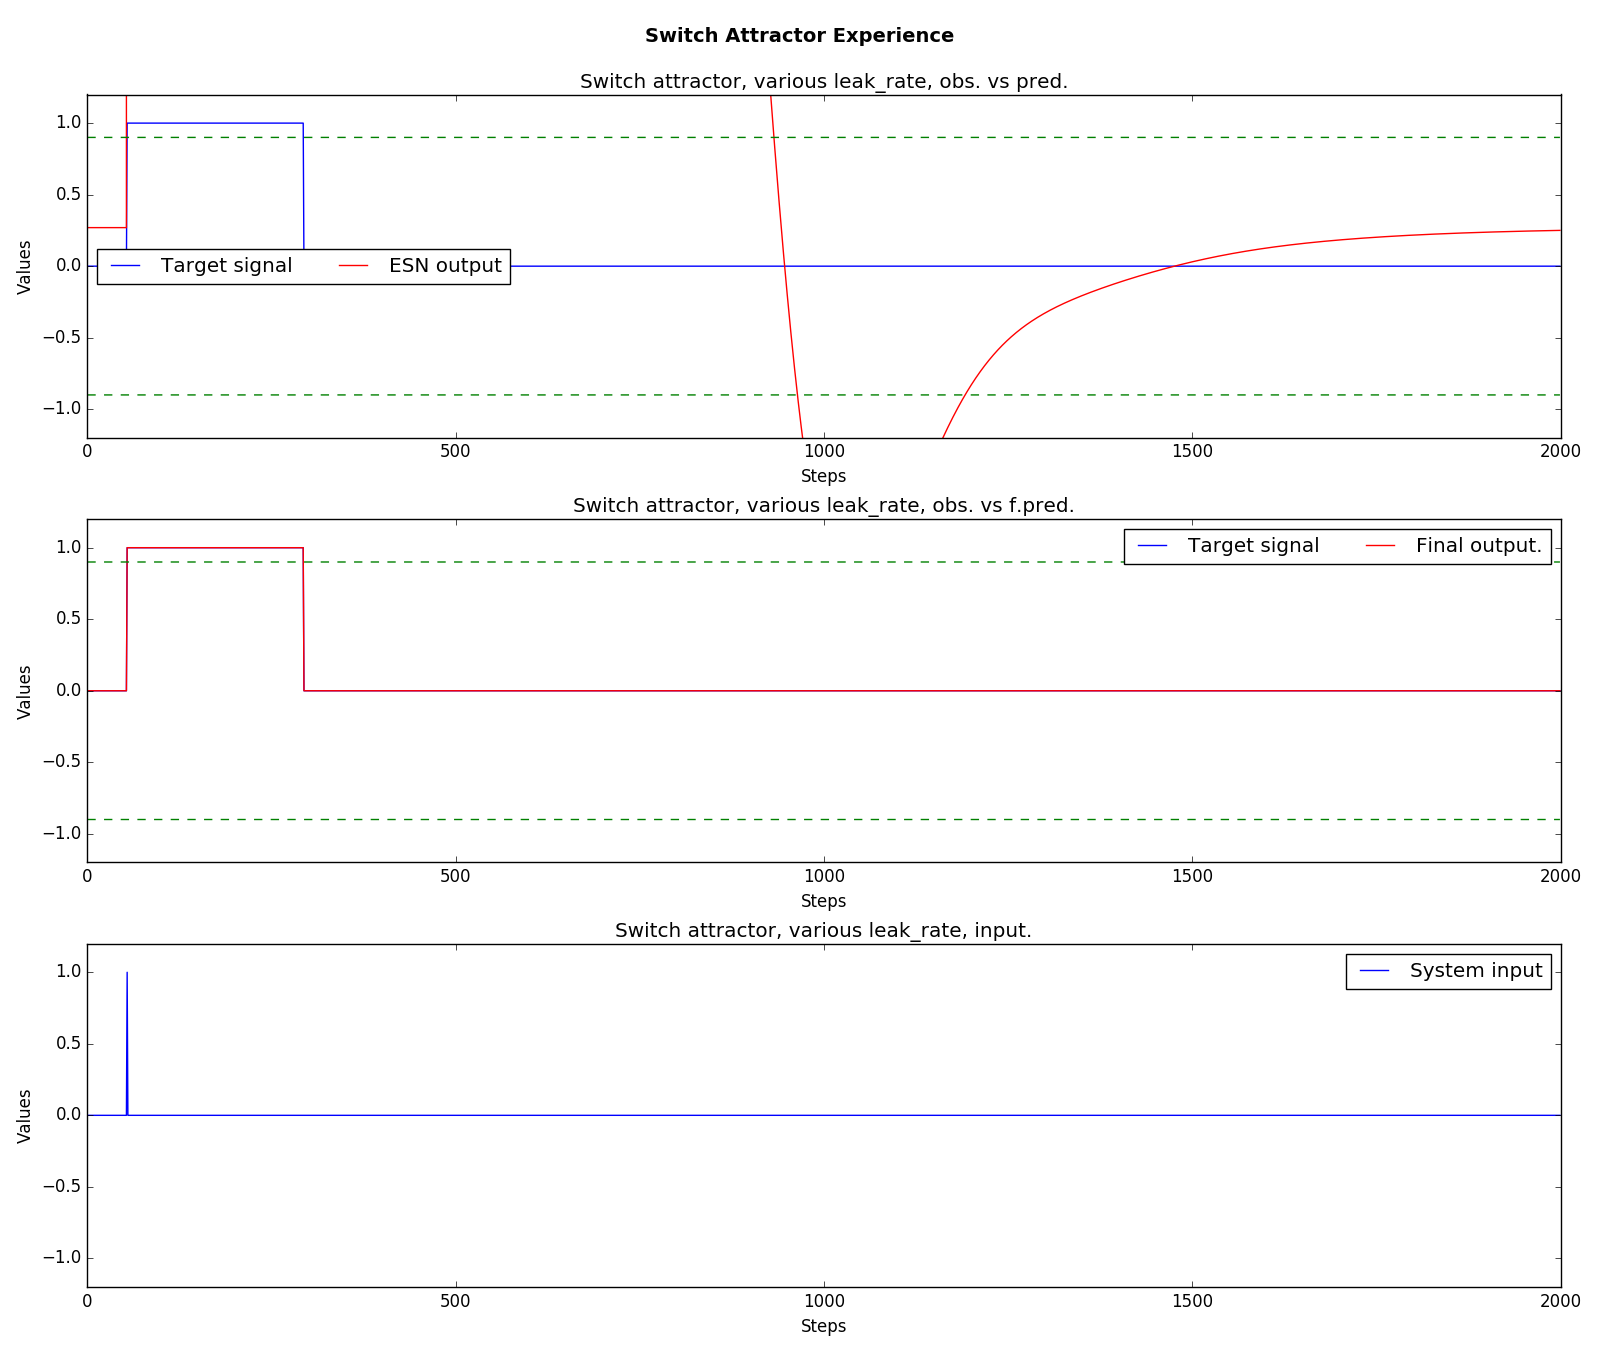 Switch Attractor Experience
Switch attractor, various leak_rate, obs. vs pred.
1.0
0.5
0.0
−0.5
−1.0
Values
Target signal ESN output
0 500 1000 1500 2000
Steps
Switch attractor, various leak_rate, obs. vs f.pred.
1.0
0.5
0.0
−0.5
−1.0
Values
Target signal Final output.
0 500 1000 1500 2000
Steps
Switch attractor, various leak_rate, input.
1.0
0.5
0.0
−0.5
−1.0
Values
System input
0 500 1000 1500 2000
Steps